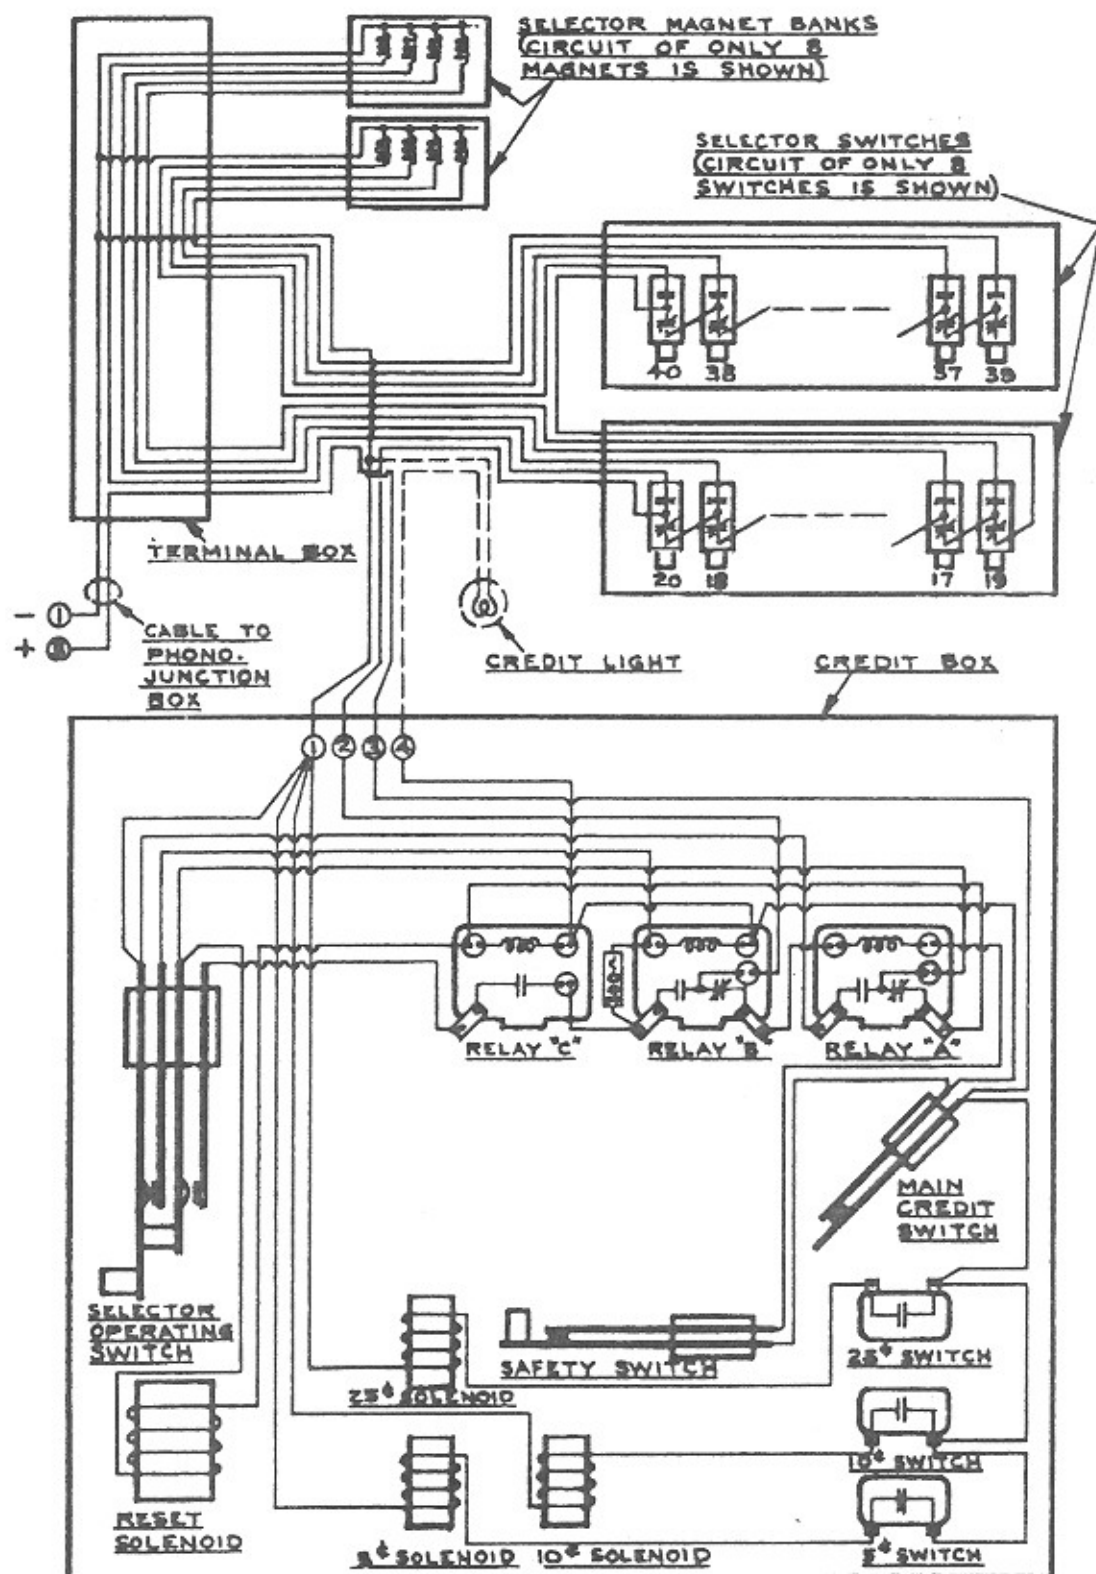 SELECTOR MAGNET BANKS
(CIRCUIT OF ONLY 8
MAGNETS IS SHOWN)
SELECTOR SWITCHES
(CIRCUIT OF ONLY 8
SWITCHES IS SHOWN)
40 38 37 39
20 18 17 19
TERMINAL BOX
- 1
+
CABLE TO
PHONO.
JUNCTION
BOX
CREDIT LIGHT
CREDIT BOX
1 2 3 4
RELAY "C"
RELAY "B"
RELAY "A"
MAIN
CREDIT
SWITCH
SELECTOR
OPERATING
SWITCH
SAFETY SWITCH
25¢ SWITCH
25¢ SOLENOID
10¢ SWITCH
RESET
SOLENOID
5¢ SOLENOID
10¢ SOLENOID
5¢ SWITCH